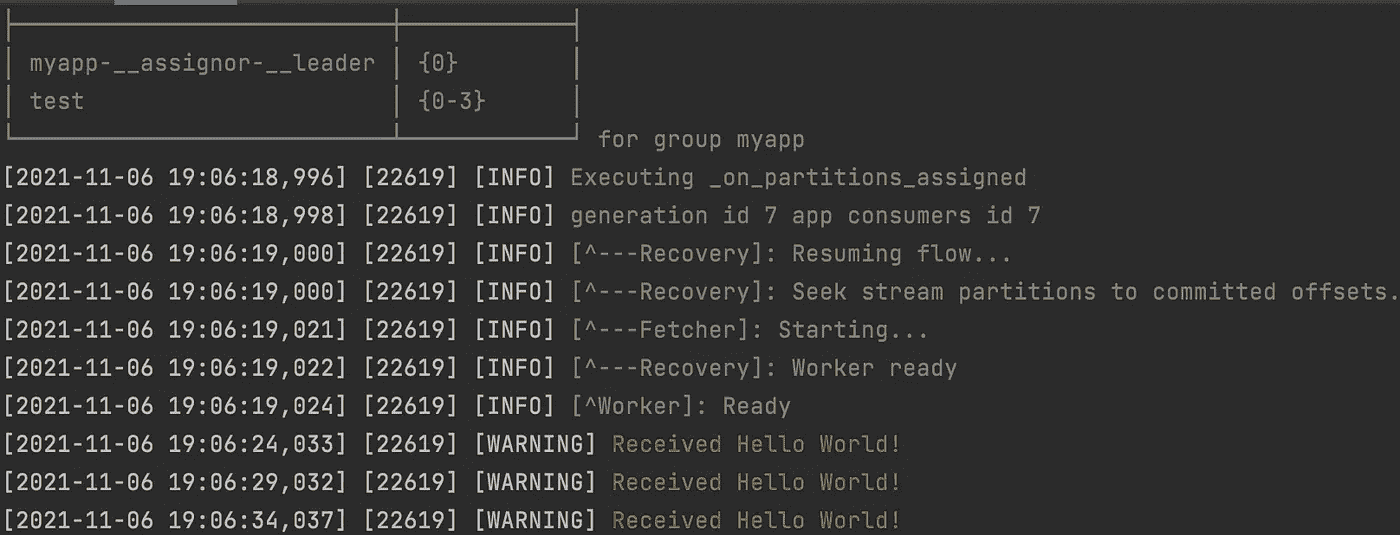 myapp-__assignor-__leader {0}
test {0-3}
for group myapp
[2021-11-06 19:06:18,996] [22619] [INFO] Executing _on_partitions_assigned
[2021-11-06 19:06:18,998] [22619] [INFO] generation id 7 app consumers id 7
[2021-11-06 19:06:19,000] [22619] [INFO] [^---Recovery]: Resuming flow...
[2021-11-06 19:06:19,000] [22619] [INFO] [^---Recovery]: Seek stream partitions to committed offsets.
[2021-11-06 19:06:19,021] [22619] [INFO] [^---Fetcher]: Starting...
[2021-11-06 19:06:19,022] [22619] [INFO] [^---Recovery]: Worker ready
[2021-11-06 19:06:19,024] [22619] [INFO] [^Worker]: Ready
[2021-11-06 19:06:24,033] [22619] [WARNING] Received Hello World!
[2021-11-06 19:06:29,032] [22619] [WARNING] Received Hello World!
[2021-11-06 19:06:34,037] [22619] [WARNING] Received Hello World!